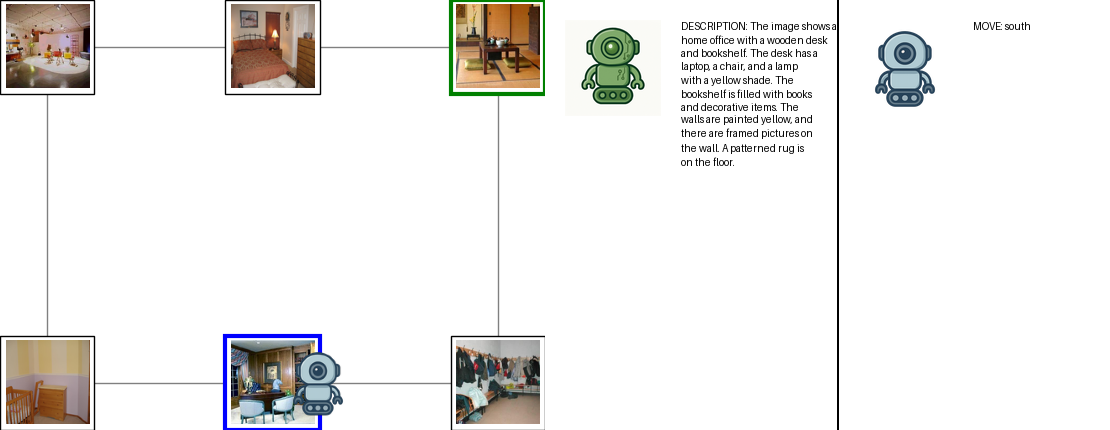 DESCRIPTION: The image shows a
home office with a wooden desk
and bookshelf. The desk has a
laptop, a chair, and a lamp
with a yellow shade. The
bookshelf is filled with books
and decorative items. The
walls are painted yellow, and
there are framed pictures on
the wall. A patterned rug is
on the floor.
MOVE: south